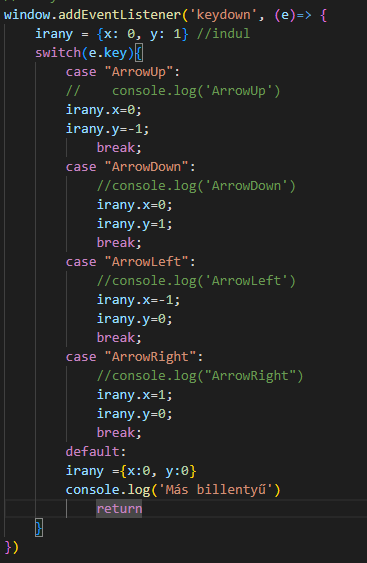 window.addEventListener('keydown', (e)=> {
    irany = {x: 0, y: 1} //indul
    switch(e.key){
        case "ArrowUp":
        //    console.log('ArrowUp')
        irany.x=0;
        irany.y=-1;
            break;
        case "ArrowDown":
            //console.log('ArrowDown')
            irany.x=0;
            irany.y=1;
            break;
        case "ArrowLeft":
            //console.log('ArrowLeft')
            irany.x=-1;
            irany.y=0;
            break;
        case "ArrowRight":
            //console.log("ArrowRight")
            irany.x=1;
            irany.y=0;
            break;
        default:
        irany ={x:0, y:0}
        console.log('Más billentyű')
            return
    }
})